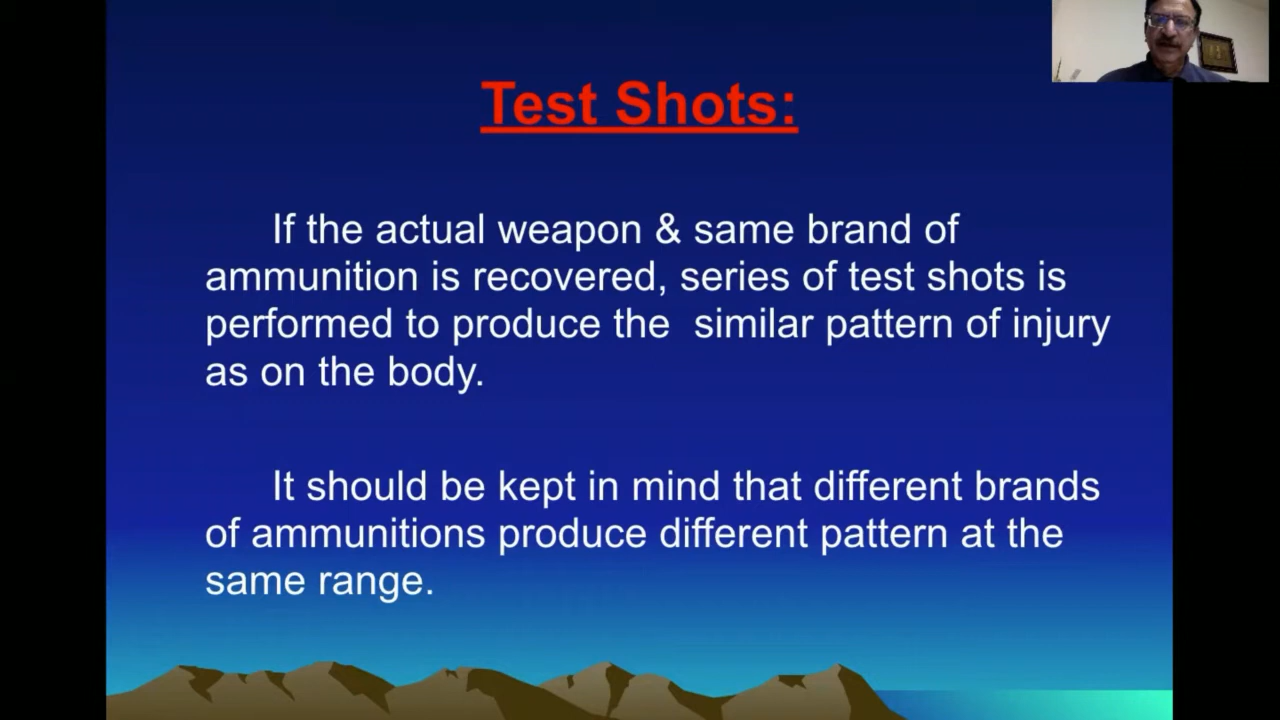 Test Shots:
If the actual weapon & same brand of
ammunition is recovered, series of test shots is
performed to produce the  similar pattern of injury
as on the body.
It should be kept in mind that different brands
of ammunitions produce different pattern at the
same range.